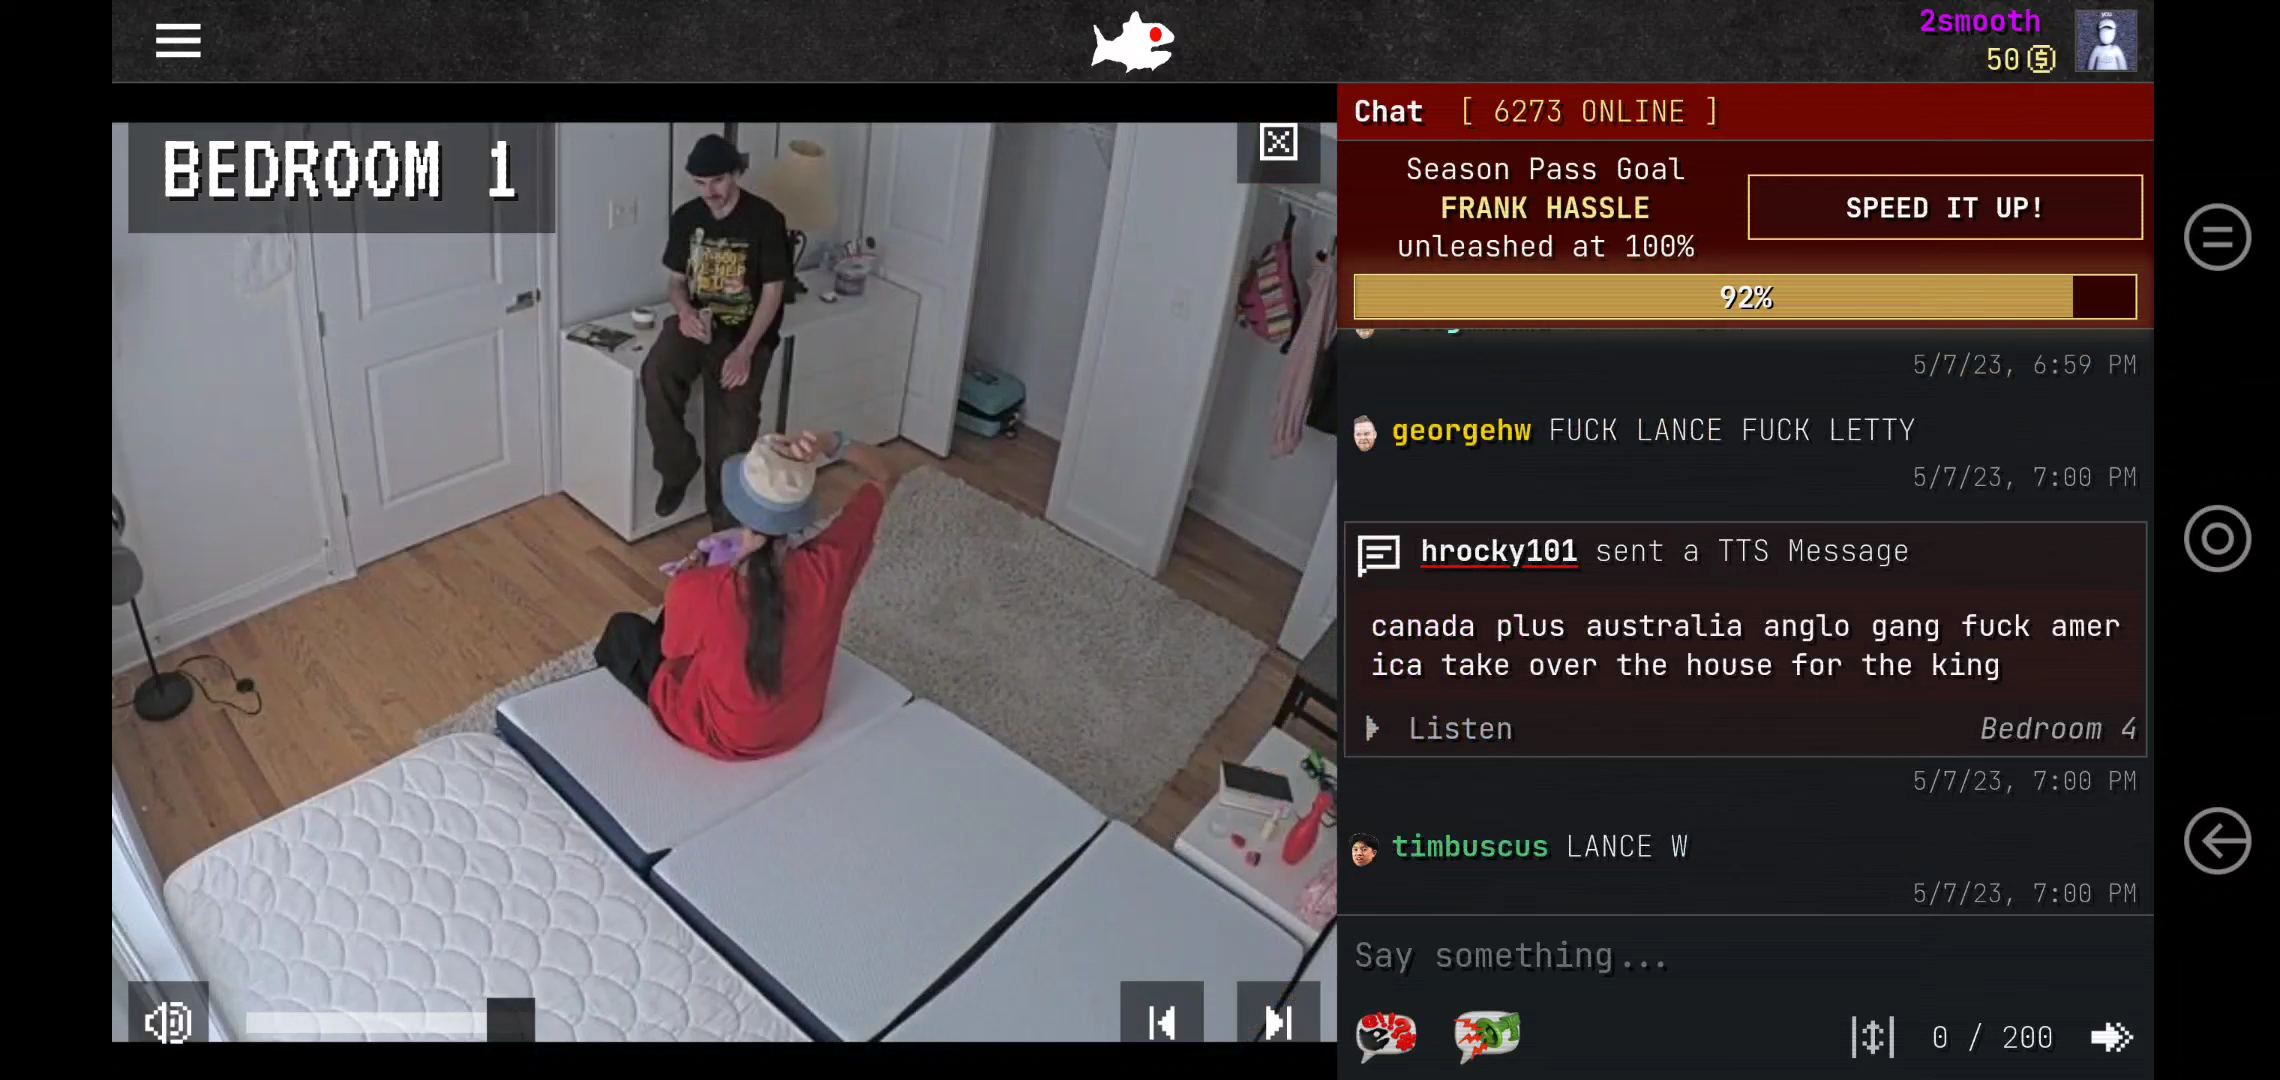 2smooth
50
BEDROOM 1
Chat [ 6273 ONLINE ]
Season Pass Goal
FRANK HASSLE
unleashed at 100%
SPEED IT UP!
92%
5/7/23, 6:59 PM
georgehw FUCK LANCE FUCK LETTY
5/7/23, 7:00 PM
hrocky101 sent a TTS Message
canada plus australia anglo gang fuck amer
ica take over the house for the king
Listen
Bedroom 4
5/7/23, 7:00 PM
timbuscus LANCE W
5/7/23, 7:00 PM
Say something...
0 / 200